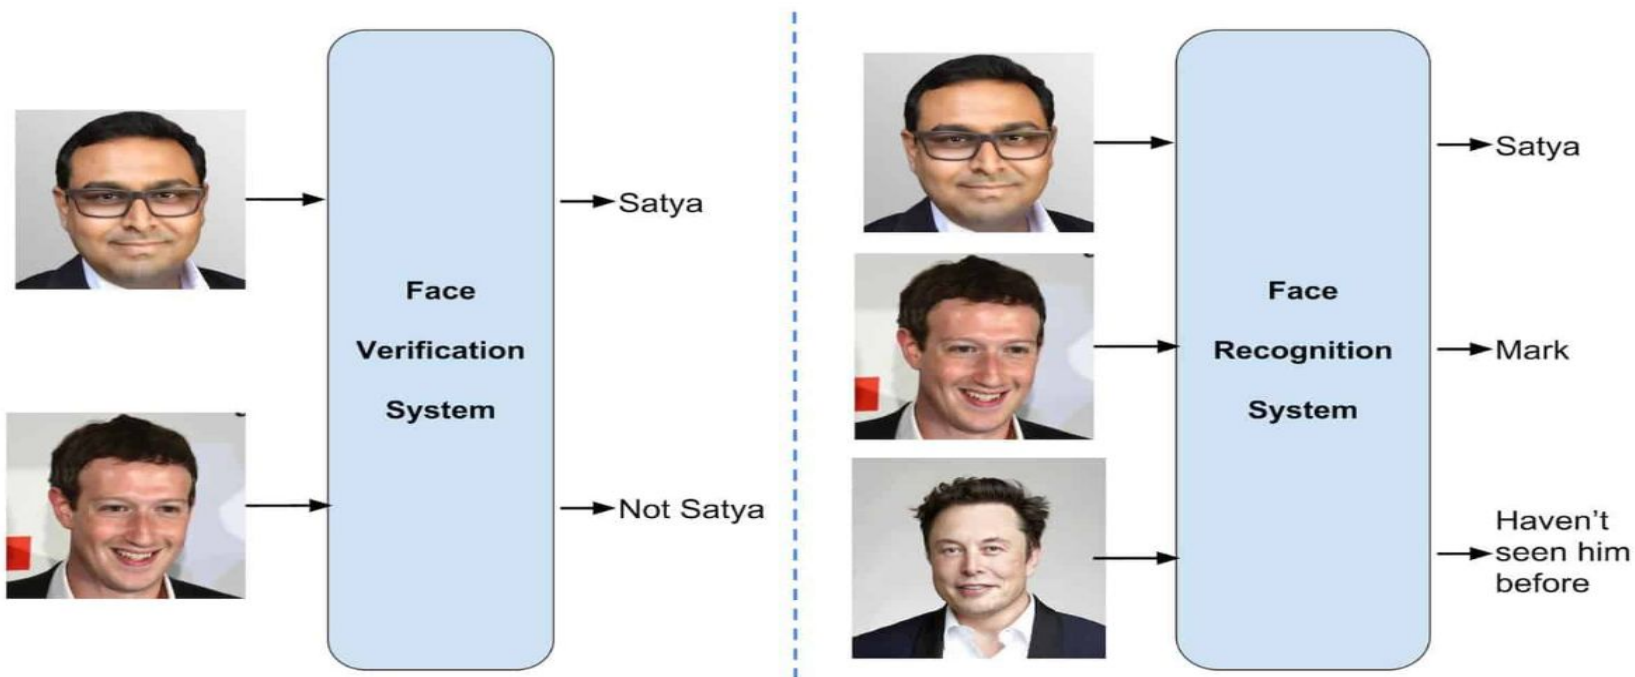 Face
Verification
System
Satya
Not Satya
Face
Recognition
System
Satya
Mark
Haven't
seen him
before